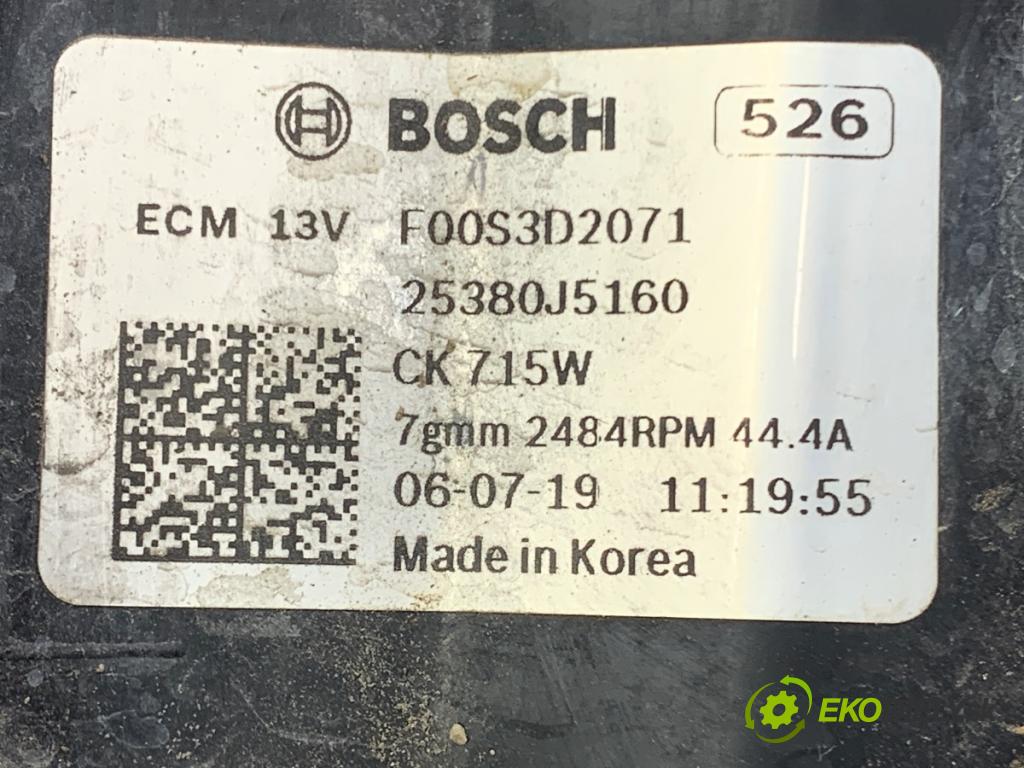 BOSCH 526
ECM 13V F00S3D2071
25380J5160
CK 715W
7gmm 2484RPM 44.4A
06-07-19 11:19:55
Made in Korea
EKO